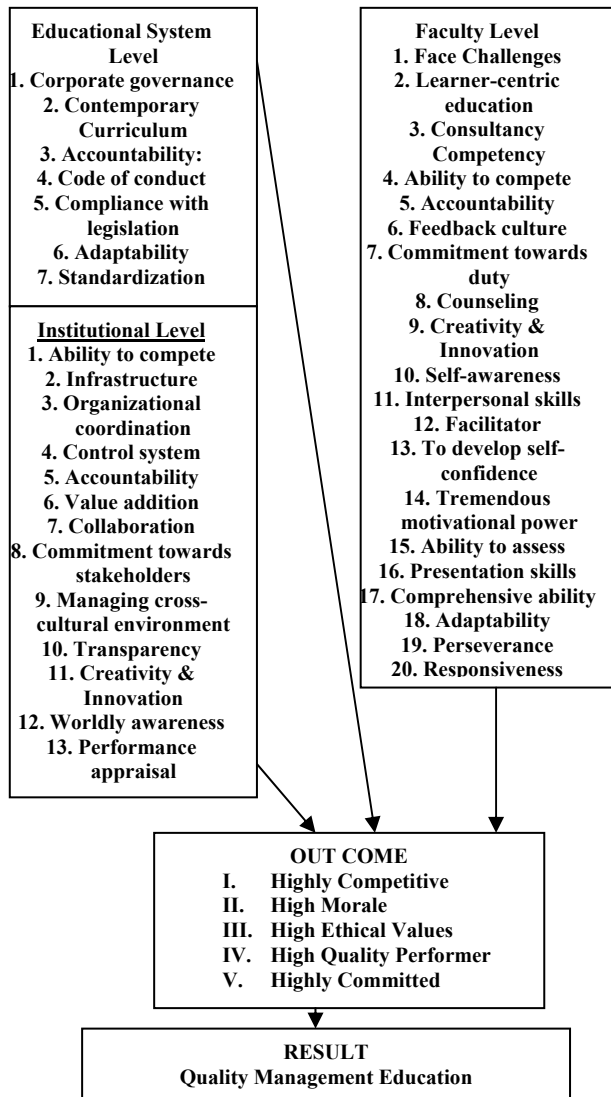 Educational System
Level
1. Corporate governance
2. Contemporary
Curriculum
3. Accountability:
4. Code of conduct
5. Compliance with
legislation
6. Adaptability
7. Standardization
Institutional Level
1. Ability to compete
2. Infrastructure
3. Organizational
coordination
4. Control system
5. Accountability
6. Value addition
7. Collaboration
8. Commitment towards
stakeholders
9. Managing cross-
cultural environment
10. Transparency
11. Creativity &
Innovation
12. Worldly awareness
13. Performance
appraisal
Faculty Level
1. Face Challenges
2. Learner-centric
education
3. Consultancy
Competency
4. Ability to compete
5. Accountability
6. Feedback culture
7. Commitment towards
duty
8. Counseling
9. Creativity &
Innovation
10. Self-awareness
11. Interpersonal skills
12. Facilitator
13. To develop self-
confidence
14. Tremendous
motivational power
15. Ability to assess
16. Presentation skills
17. Comprehensive ability
18. Adaptability
19. Perseverance
20. Responsiveness
OUT COME
I. Highly Competitive
II. High Morale
III. High Ethical Values
IV. High Quality Performer
V. Highly Committed
RESULT
Quality Management Education